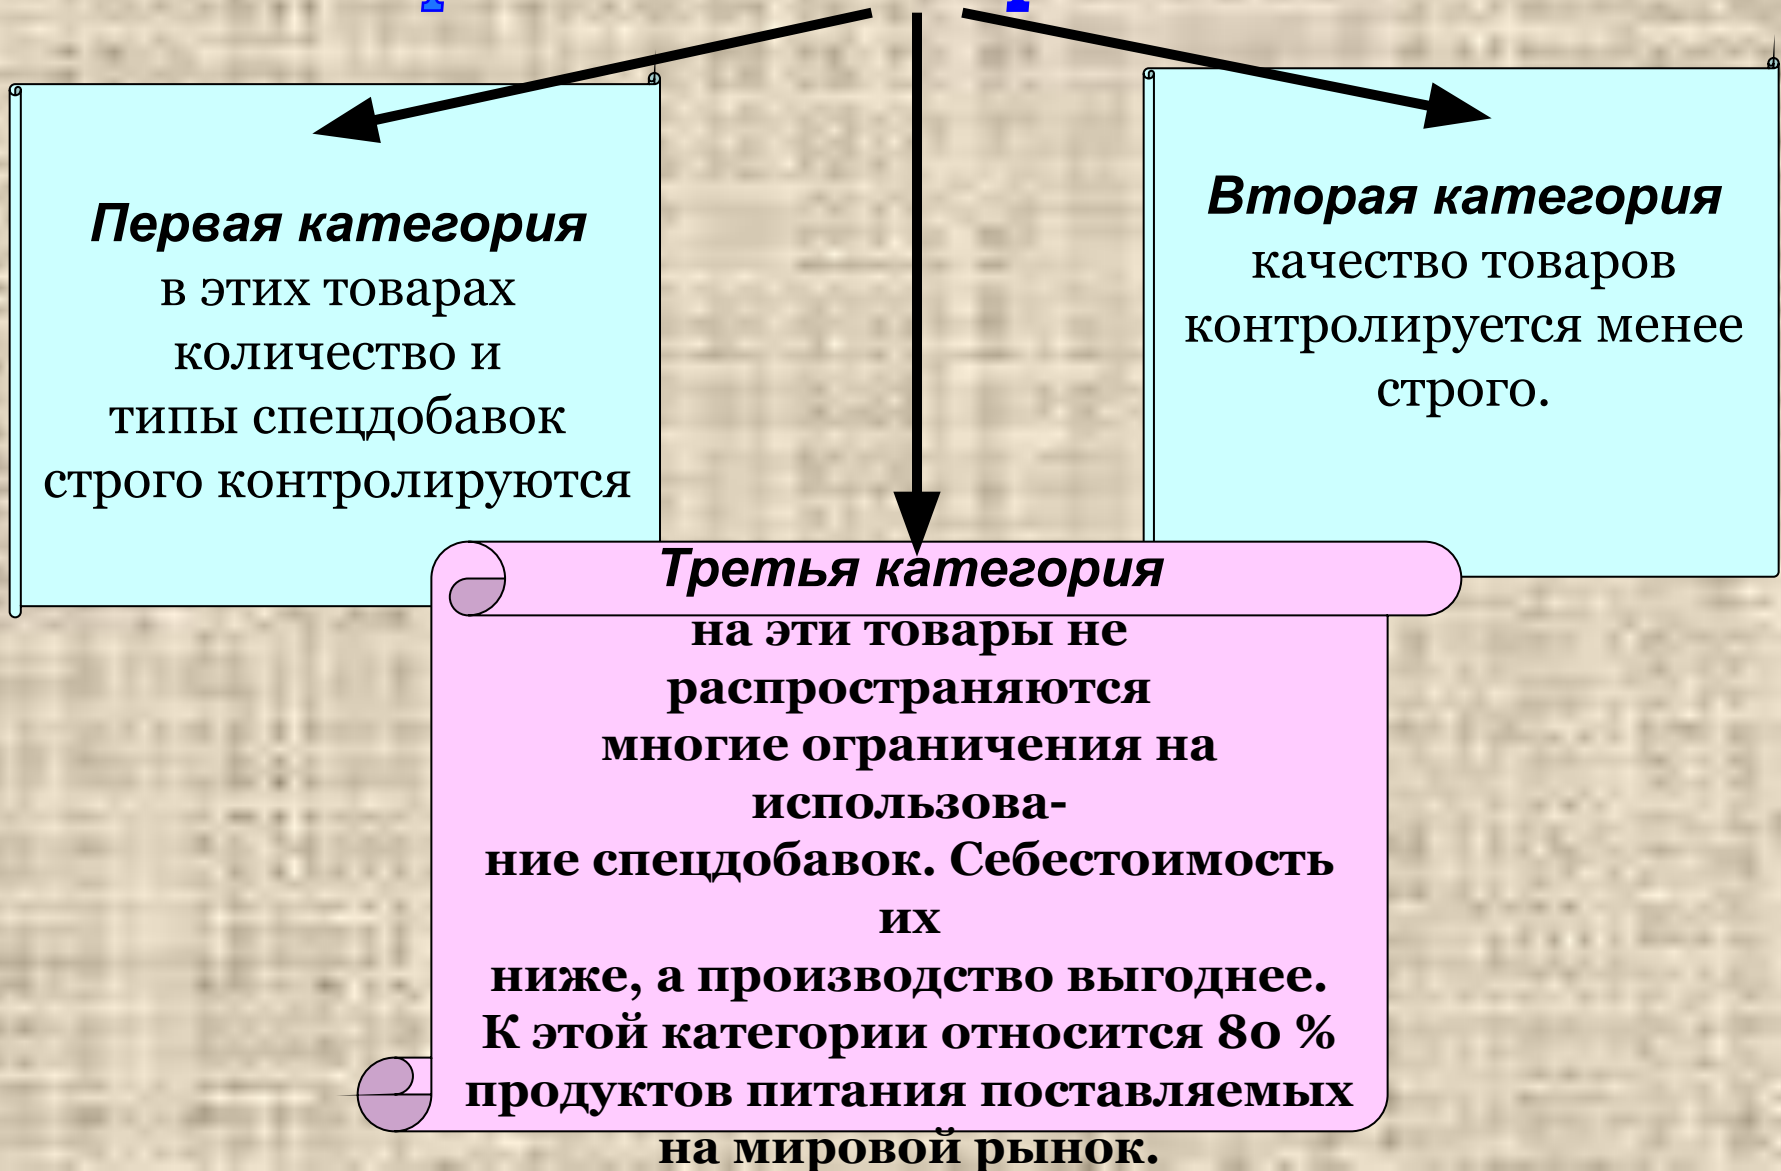 Первая категория
в этих товарах
количество и
типы спецдобавок
строго контролируются
Вторая категория
качество товаров
контролируется менее
строго.
Третья категория
на эти товары не
распространяются
многие ограничения на
использова-
ние спецдобавок. Себестоимость
их
ниже, а производство выгоднее.
К этой категории относится 80 %
продуктов питания поставляемых
на мировой рынок.